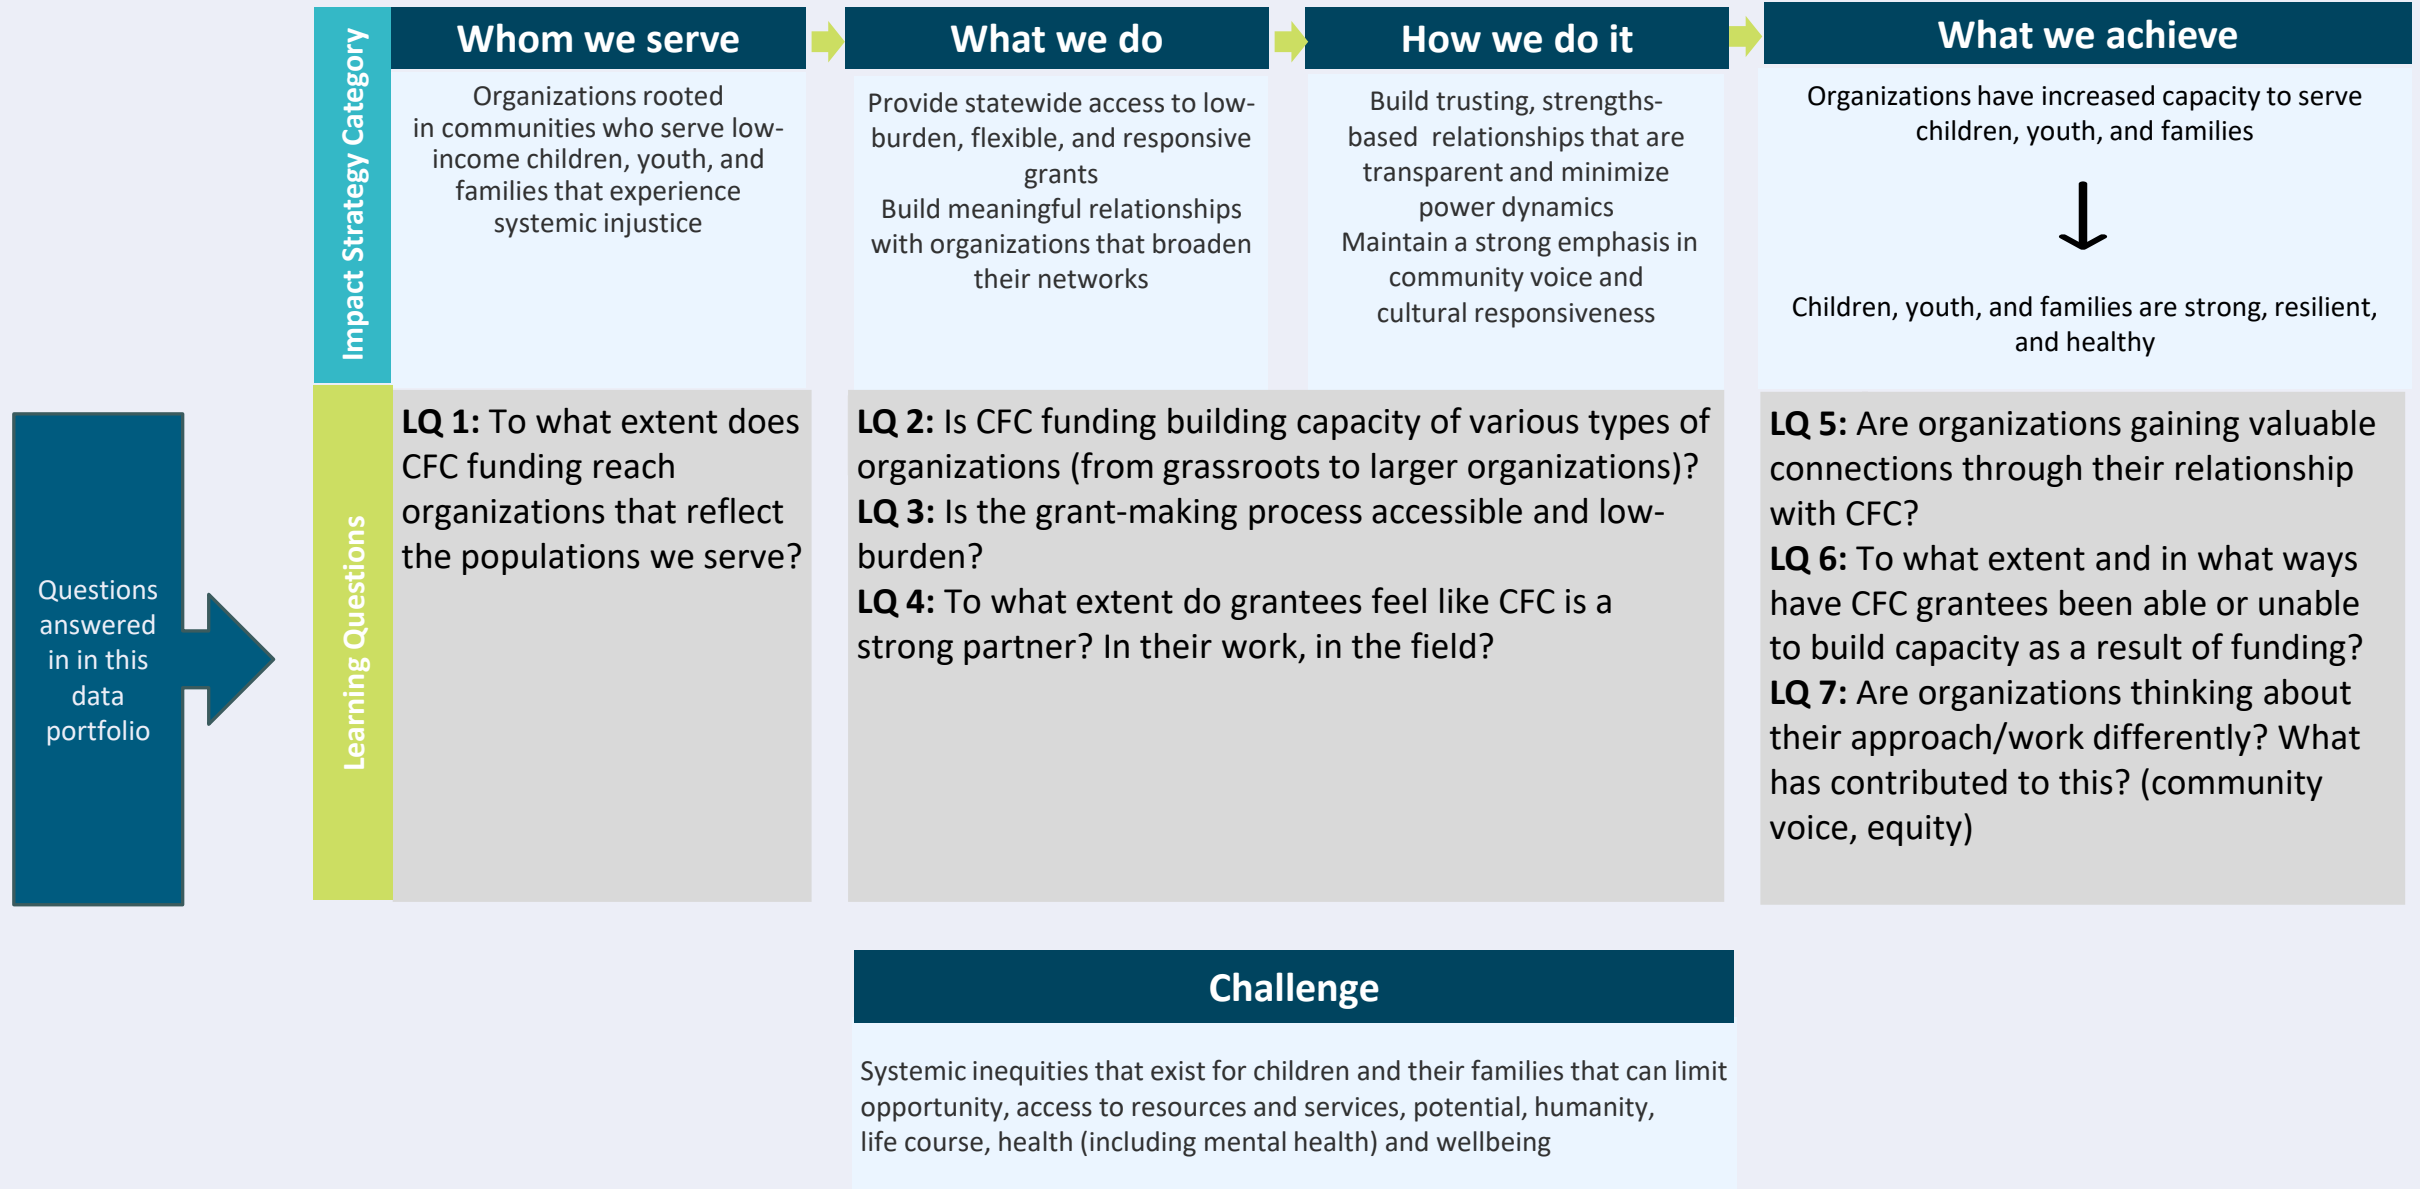 Impact Strategy Category
Whom we serve
Organizations rooted
in communities who serve low-
income children, youth, and
families that experience
systemic injustice
What we do
Provide statewide access to low-
burden, flexible, and responsive
grants
Build meaningful relationships
with organizations that broaden
their networks
How we do it
Build trusting, strengths-
based relationships that are
transparent and minimize
power dynamics
Maintain a strong emphasis in
community voice and
cultural responsiveness
What we achieve
Organizations have increased capacity to serve
children, youth, and families
Children, youth, and families are strong, resilient,
and healthy
Questions
answered
in in this
data
portfolio
Learning Questions
LQ 1: To what extent does
CFC funding reach
organizations that reflect
the populations we serve?
LQ 2: Is CFC funding building capacity of various types of
organizations (from grassroots to larger organizations)?
LQ 3: Is the grant-making process accessible and low-
burden?
LQ 4: To what extent do grantees feel like CFC is a
strong partner? In their work, in the field?
LQ 5: Are organizations gaining valuable
connections through their relationship
with CFC?
LQ 6: To what extent and in what ways
have CFC grantees been able or unable
to build capacity as a result of funding?
LQ 7: Are organizations thinking about
their approach/work differently? What
has contributed to this? (community
voice, equity)
Challenge
Systemic inequities that exist for children and their families that can limit
opportunity, access to resources and services, potential, humanity,
life course, health (including mental health) and wellbeing